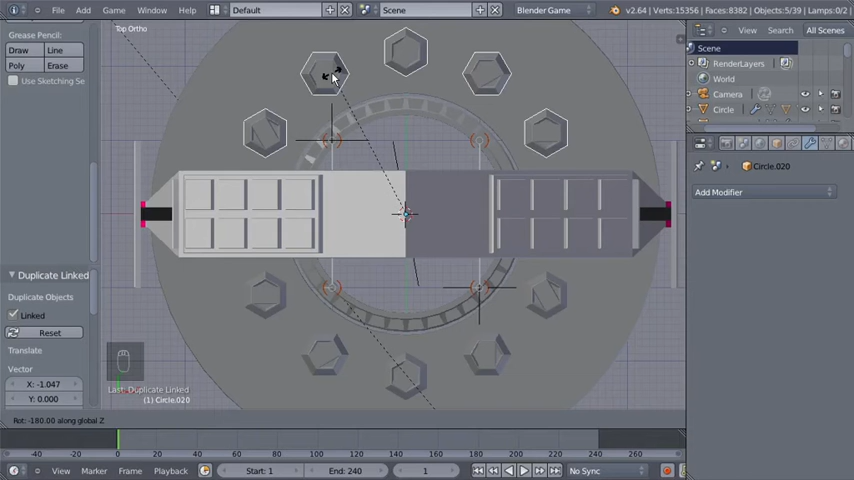 File Add Game Window Help Default Scene Blender Game v2.64 | Verts:15356 | Faces:8382 | Objects:5/39 | Lamps:0/2
Top Ortho
View Search All Scenes
Grease Pencil:
Draw Line
Poly Erase
Use Sketching Se
Scene
RenderLayers
World
Camera
Circle
Circle.020
Add Modifier
Duplicate Linked
Duplicate Objects
Linked
Reset
Translate
Vector
X: -1.047
Y: 0.000
Last: Duplicate Linked
(1) Circle.020
Rot: -180.00 along global Z
-40 -20 0 20 40 60 80 100 120 140 160 180 200 220 240 260
View Marker Frame Playback Start: 1 End: 240 1 No Sync